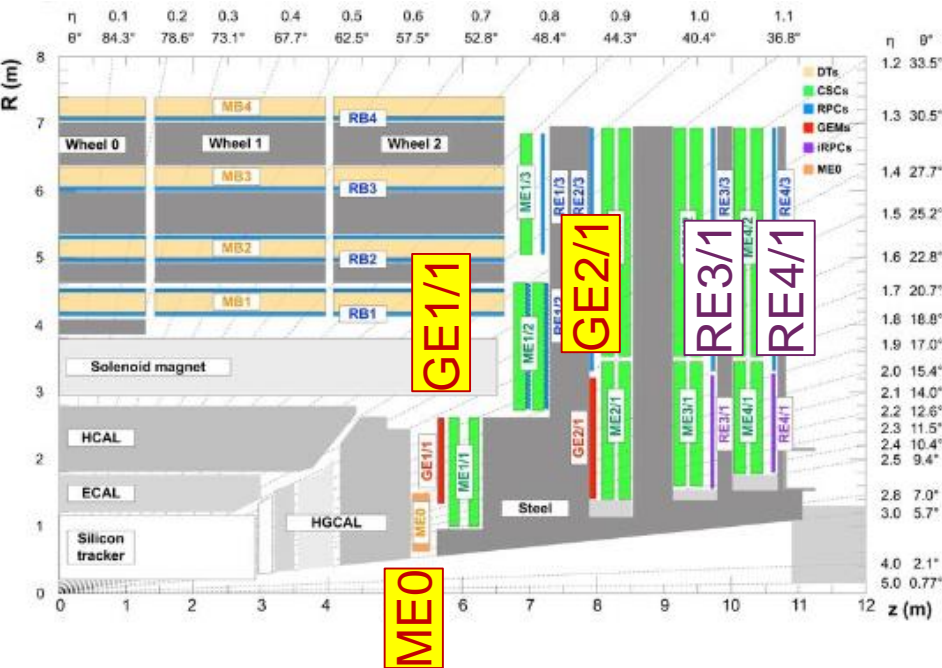 η 0.1 0.2 0.3 0.4 0.5 0.6 0.7 0.8 0.9 1.0 1.1
θ° 84.3° 78.6° 73.1° 67.7° 62.5° 57.5° 52.8° 48.4° 44.3° 40.4° 36.8°
η θ°
R (m)
8
7
6
5
4
3
2
1
0
1.2 33.5°
1.3 30.5°
1.4 27.7°
1.5 25.2°
1.6 22.8°
1.7 20.7°
1.8 18.8°
1.9 17.0°
2.0 15.4°
2.1 14.0°
2.2 12.6°
2.3 11.5°
2.4 10.4°
2.5 9.4°
2.8 7.0°
3.0 5.7°
4.0 2.1°
5.0 0.77°
DTs
CSCs
RPCs
GEMs
iRPCs
ME0
MB4
RB4
Wheel 0
Wheel 1
Wheel 2
MB3
RB3
MB2
RB2
MB1
RB1
Solenoid magnet
HCAL
ECAL
HGCAL
Silicon
tracker
Steel
ME1/3
RE1/3
RE2/3
RE3/3
ME4/2
RE4/3
ME1/2
RE1/2
GE1/1
GE2/1
RE3/1
RE4/1
GE1/1
ME1/1
ME0
GE2/1
ME2/1
ME3/1
RE3/1
ME4/1
RE4/1
ME0
0 1 2 3 4 6 7 8 9 10 11 12 z (m)